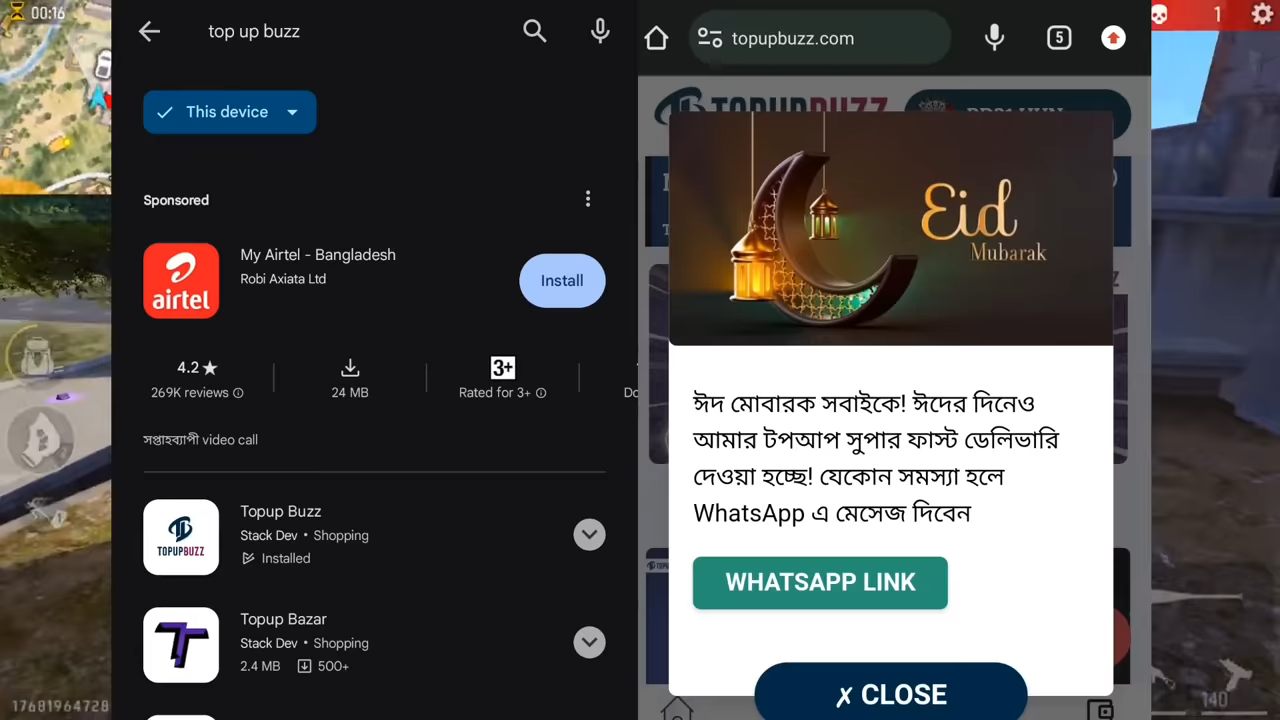 00:16
top up buzz
This device
Sponsored
My Airtel - Bangladesh
Robi Axiata Ltd
Install
airtel
4.2★
269K reviews
24 MB
3+
Rated for 3+
সপ্তাহব্যাপী video call
Topup Buzz
Stack Dev • Shopping
Installed
TOPUPBUZZ
Topup Bazar
Stack Dev • Shopping
2.4 MB 500+
17681964728
topupbuzz.com
5
1
TOPUPBUZZ
Eid
Mubarak
ঈদ মোবারক সবাইকে! ঈদের দিনেও
আমার টপআপ সুপার ফাস্ট ডেলিভারি
দেওয়া হচ্ছে! যেকোন সমস্যা হলে
WhatsApp এ মেসেজ দিবেন
WHATSAPP LINK
✗ CLOSE
140